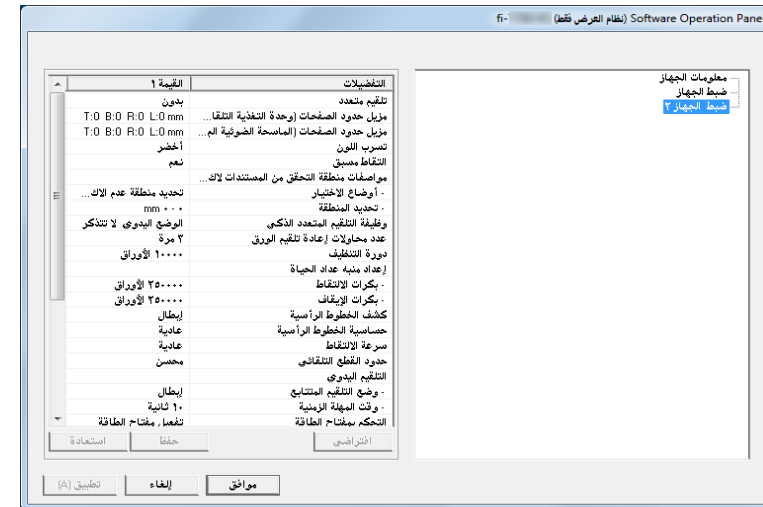 Software Operation Pane (نظام العرض فقط) fi-
معلومات الجهاز
ضبط الجهاز
ضبط الجهاز ٢
التفضيلات القيمة ١
تلقيم متعدد بدون
مزيل حدود الصفحات (وحدة التغذية التلقا... T:0 B:0 R:0 L:0 mm
مزيل حدود الصفحات (الماسحة الضوئية الم... T:0 B:0 R:0 L:0 mm
تسرب اللون أخضر
التقاط مسبق نعم
مواصفات منطقة التحقق من المستندات لاك...
- أوضاع الاختيار تحديد منطقة عدم الاك...
- تحديد المنطقة ٠ ٠ ٠ mm
وظيفة التلقيم المتعدد الذكي الوضع اليدوي لا تتذكر
عدد محاولات إعادة تلقيم الورق ٣ مرة
دورة التنظيف ١٠٠٠٠ الأوراق
إعداد منبه عداد الحياة
- بكرات الالتقاط ٢٥٠٠٠٠ الأوراق
- بكرات الإيقاف ٢٥٠٠٠٠ الأوراق
كشف الخطوط الرأسية إبطال
حساسية الخطوط الرأسية عادية
سرعة الالتقاط عادية
حدود القطع التلقائي محسن
التلقيم اليدوي
- وضع التلقيم المتتابع إبطال
- وقت المهلة الزمنية ١٠ ثانية
التحكم بمفتاح الطاقة تفعيل مفتاح الطاقة
افتراضي حفظ استعادة
موافق إلغاء تطبيق (A)